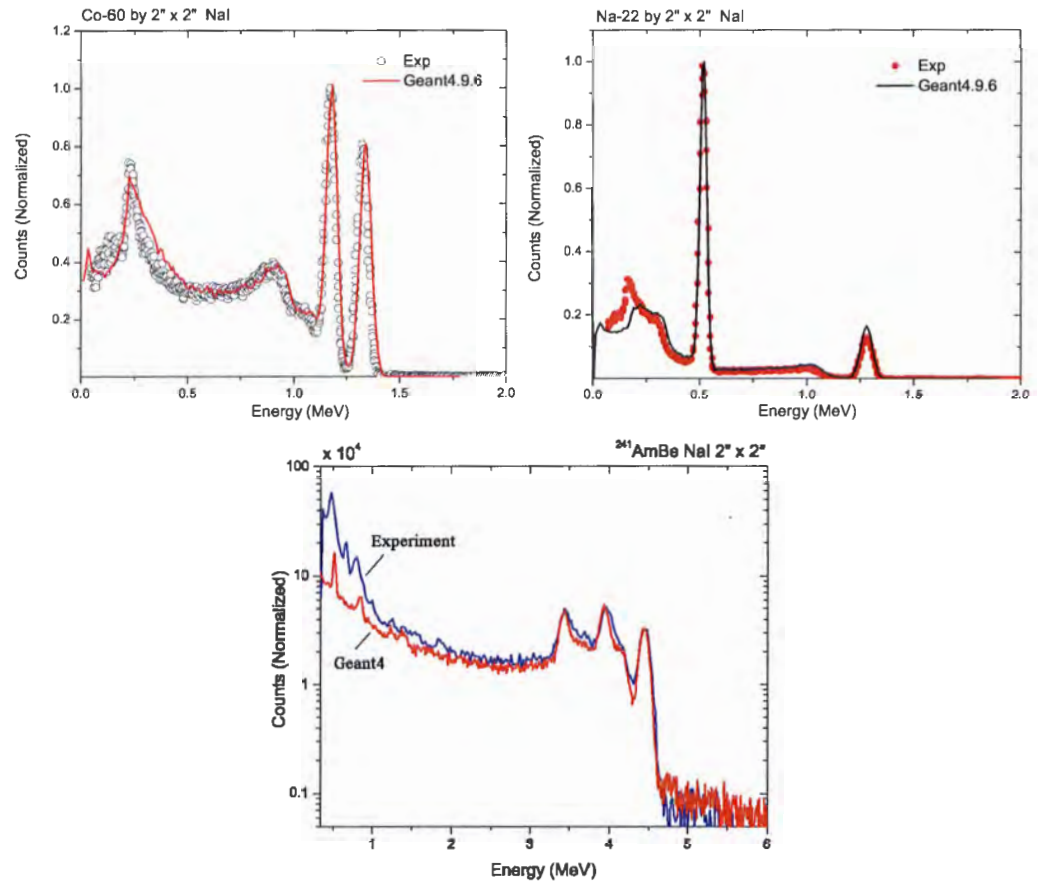 Co-60 by 2" x 2" NaI
1.2
1.0
0.8
0.6
0.4
0.2
0.0
0.5
1.0
1.5
2.0
Counts (Normalized)
Energy (MeV)
Exp
Geant4.9.6
Na-22 by 2" x 2" NaI
1.0
0.8
0.6
0.4
0.2
0.0
0.5
1.0
1.5
2.0
Counts (Normalized)
Energy (MeV)
Exp
Geant4.9.6
x 10⁴
²⁴¹AmBe NaI 2" x 2"
100
10
1
0.1
1
2
3
4
5
6
Counts (Normalized)
Energy (MeV)
Experiment
Geant4